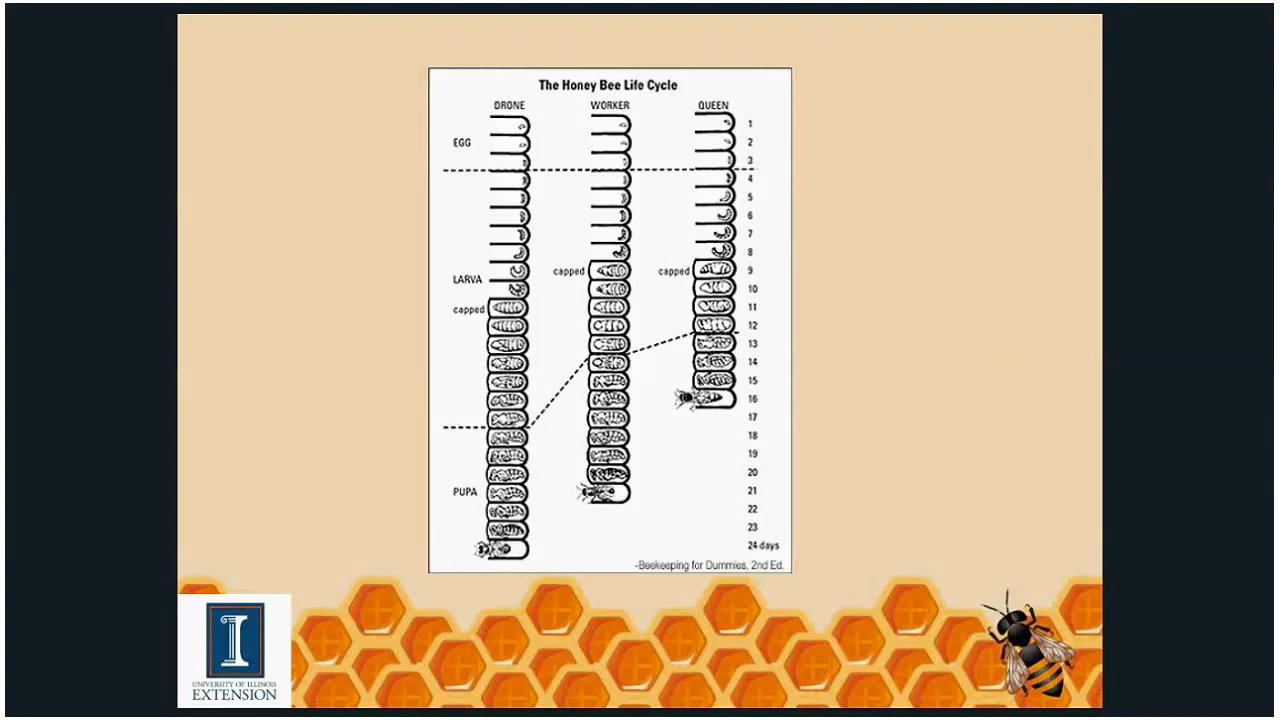 The Honey Bee Life Cycle
DRONE WORKER QUEEN
1
EGG 2
3
4
5
6
7
8
capped capped 9
LARVA 10
capped 11
12
13
14
15
16
17
18
19
20
PUPA 21
22
23
24 days
-Beekeeping for Dummies, 2nd Ed.
I
UNIVERSITY OF ILLINOIS
EXTENSION